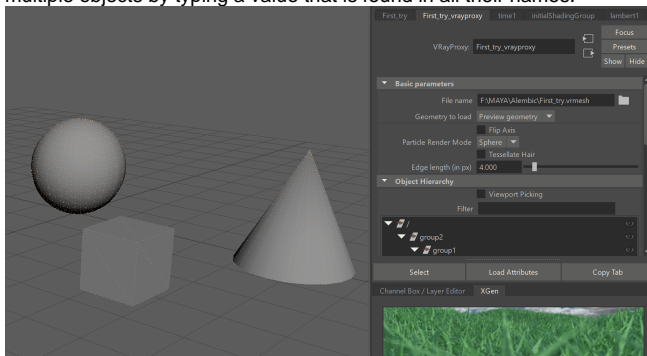 multiple objects by typing a value that is found in all their names.
First_try First_try_vrayproxy time1 initialShadingGroup lambert1
VRayProxy: First_try_vrayproxy
Focus
Presets
Show Hide
Basic parameters
File name F:\MAYA\Alembic\First_try.vrmesh
Geometry to load Preview geometry
Flip Axis
Particle Render Mode Sphere
Tessellate Hair
Edge length (in px) 4.000
Object Hierarchy
Viewport Picking
Filter
/
group2
group1
Select Load Attributes Copy Tab
Channel Box / Layer Editor XGen